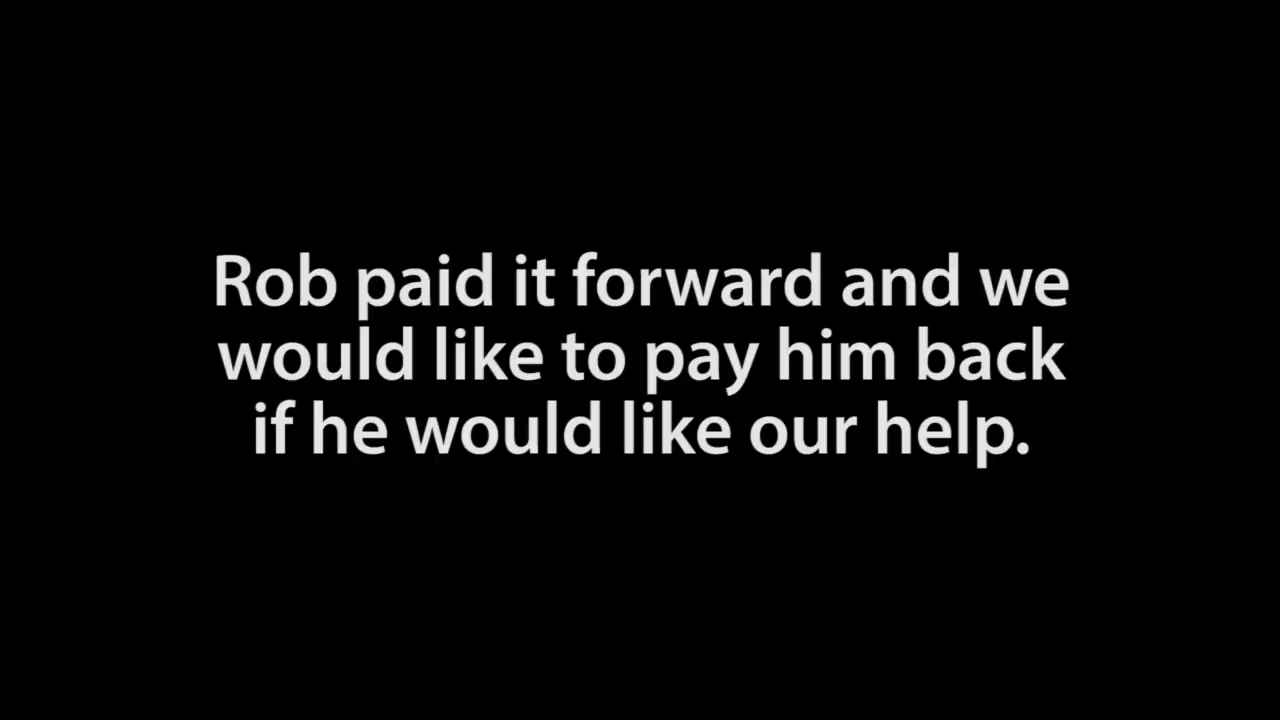 Rob paid it forward and we
would like to pay him back
if he would like our help.